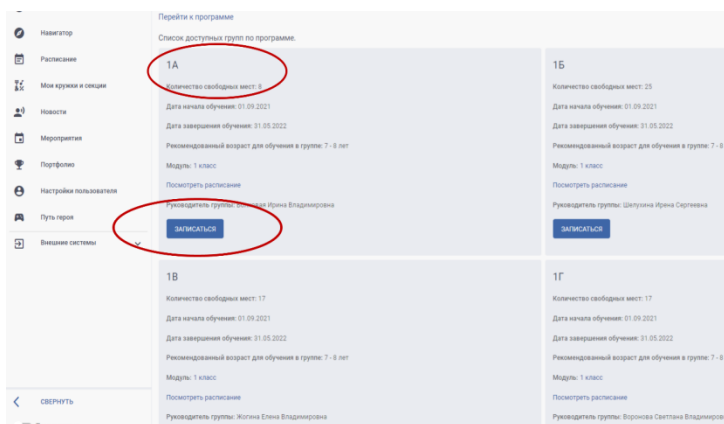 Перейти к программе
Навигатор
Список доступных групп по программе.
Расписание
Мои кружки и секции
Новости
Мероприятия
Портфолио
Настройки пользователя
Путь героя
Внешние системы
СВЕРНУТЬ
1А
Количество свободных мест: 6
Дата начала обучения: 01.09.2021
Дата завершения обучения: 31.05.2022
Рекомендованный возраст для обучения в группе: 7 - 8 лет
Модуль: 1 класс
Посмотреть расписание
Руководитель группы: Ирина Владимировна
ЗАПИСАТЬСЯ
1Б
Количество свободных мест: 25
Дата начала обучения: 01.09.2021
Дата завершения обучения: 31.05.2022
Рекомендованный возраст для обучения в группе: 7 - 8
Модуль: 1 класс
Посмотреть расписание
Руководитель группы: Шелухина Ирена Сергеевна
ЗАПИСАТЬСЯ
1В
Количество свободных мест: 17
Дата начала обучения: 01.09.2021
Дата завершения обучения: 31.05.2022
Рекомендованный возраст для обучения в группе: 7 - 8 лет
Модуль: 1 класс
Посмотреть расписание
Руководитель группы: Жогина Елена Владимировна
1Г
Количество свободных мест: 17
Дата начала обучения: 01.09.2021
Дата завершения обучения: 31.05.2022
Рекомендованный возраст для обучения в группе: 7 - 8
Модуль: 1 класс
Посмотреть расписание
Руководитель группы: Воронова Светлана Владимиров